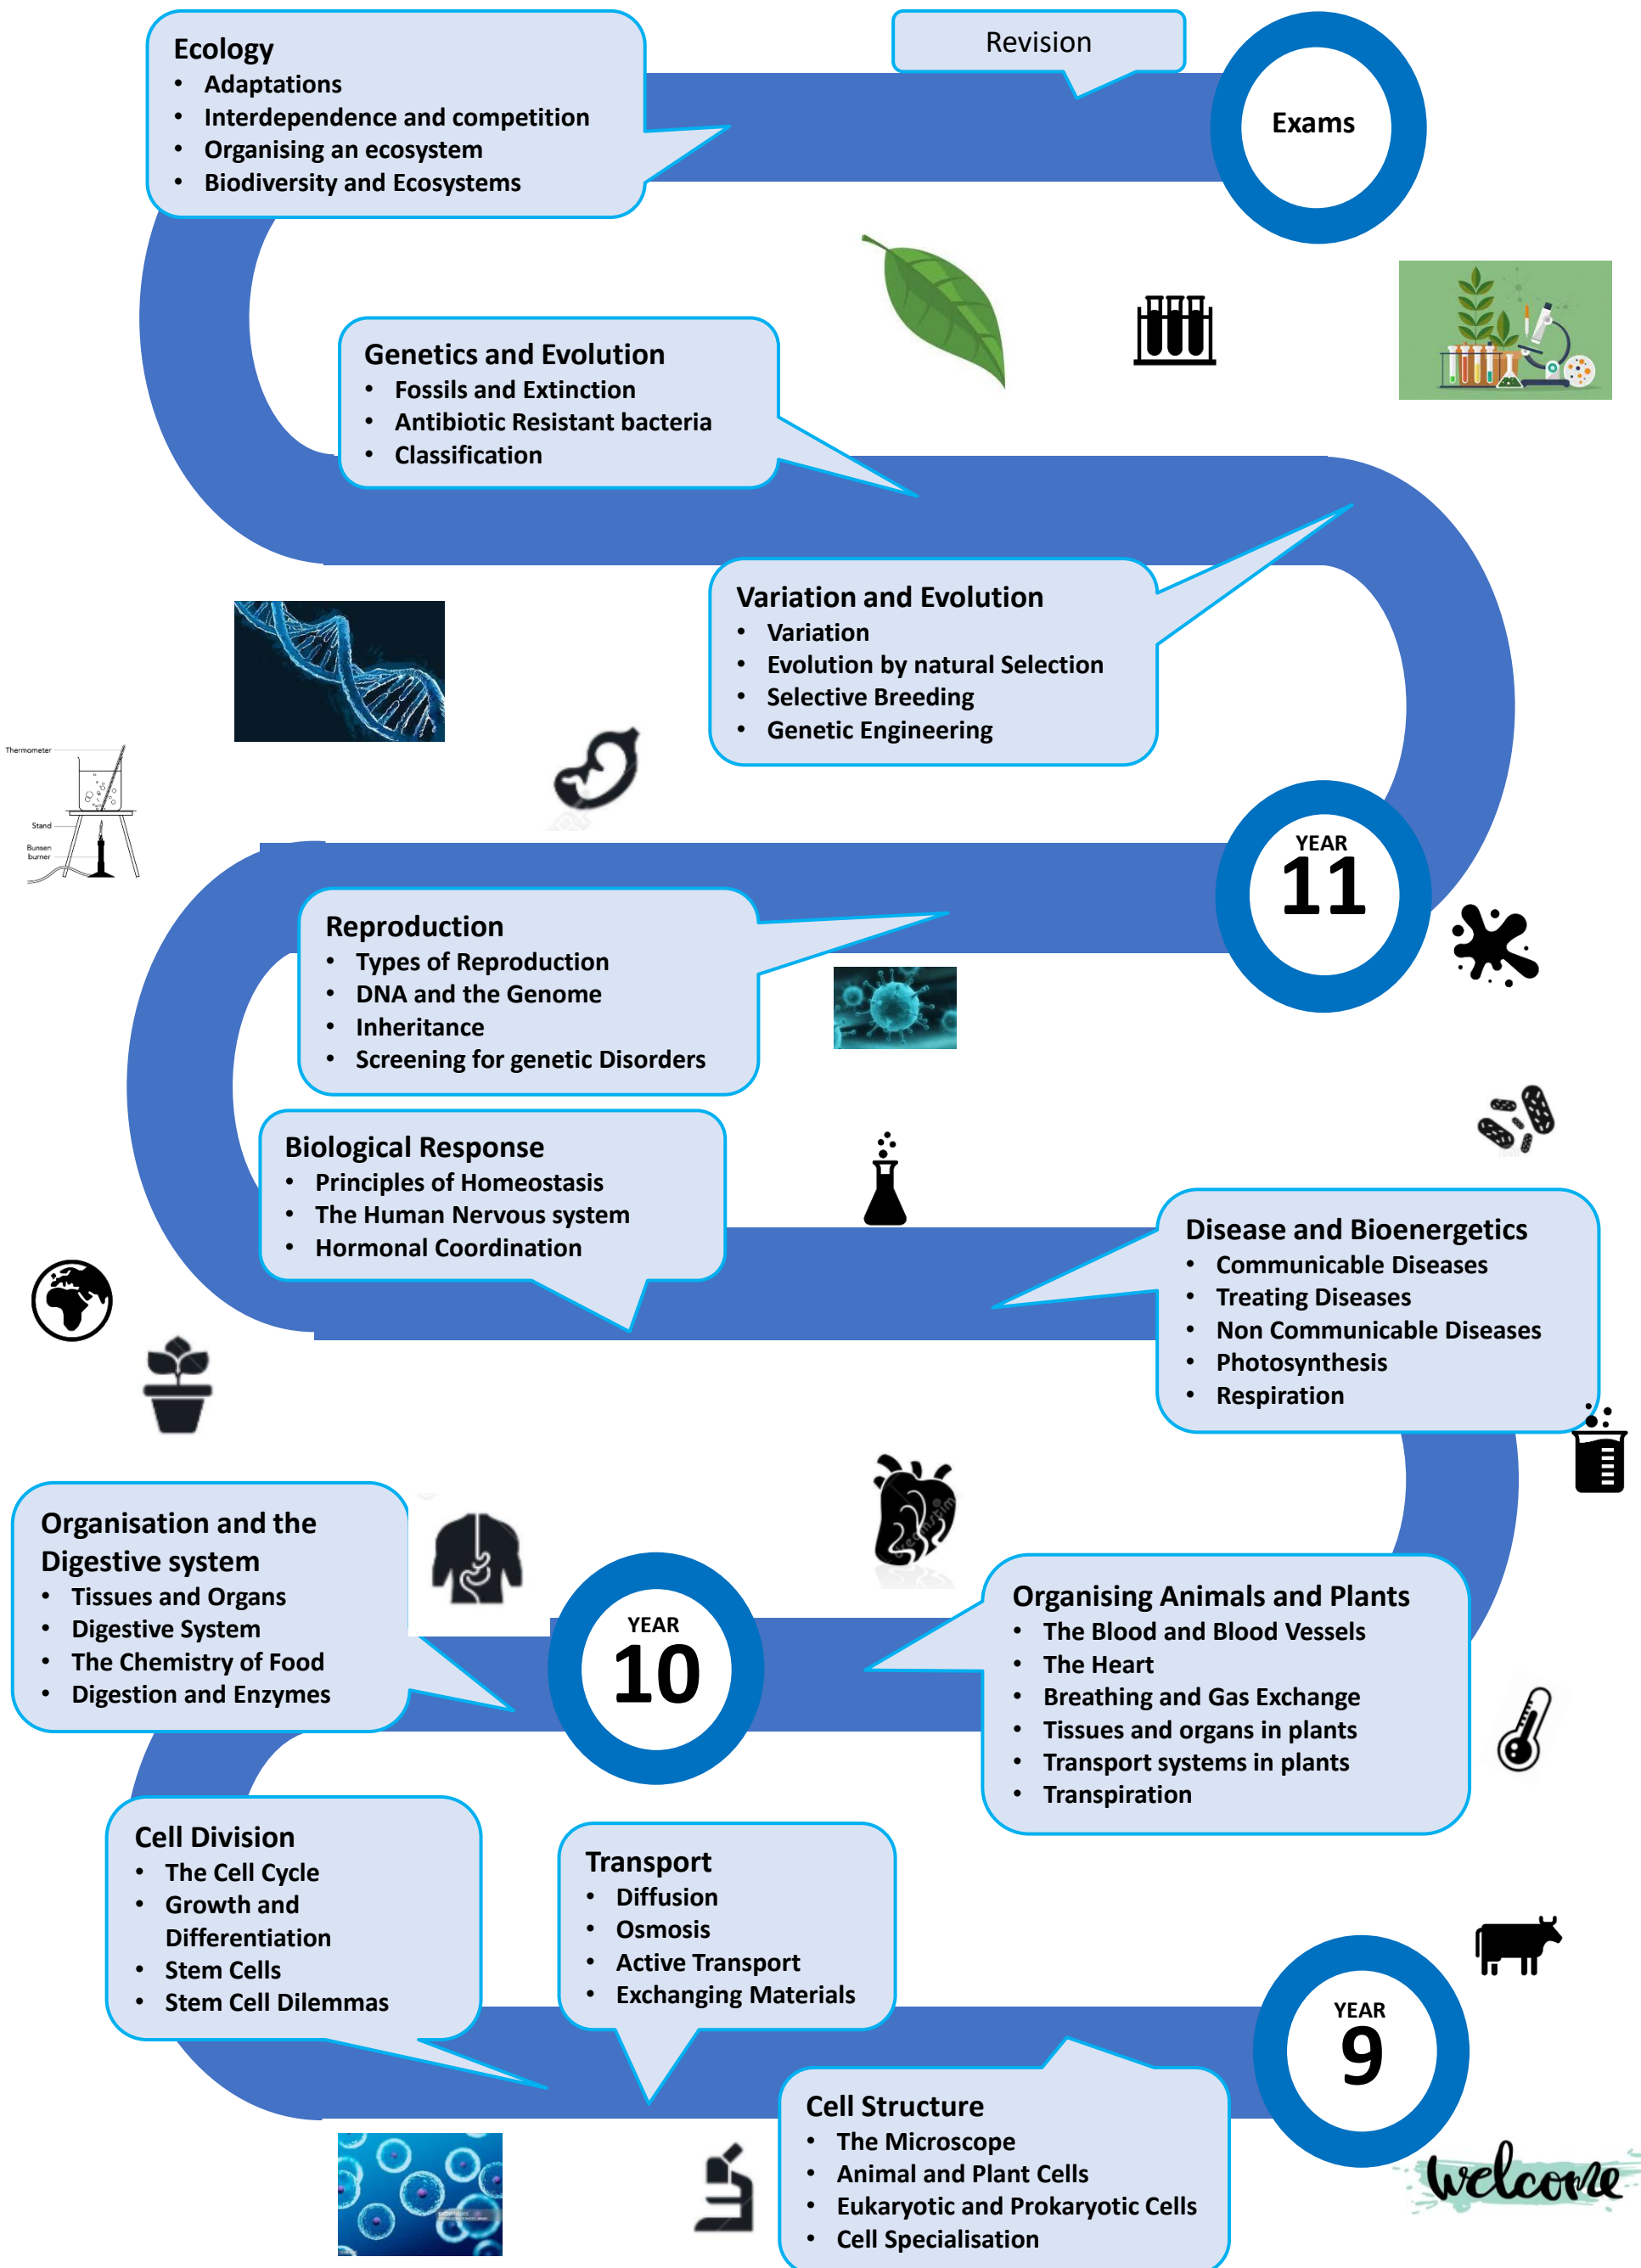 Ecology
• Adaptations
• Interdependence and competition
• Organising an ecosystem
• Biodiversity and Ecosystems
Revision
Exams
Genetics and Evolution
• Fossils and Extinction
• Antibiotic Resistant bacteria
• Classification
Variation and Evolution
• Variation
• Evolution by natural Selection
• Selective Breeding
• Genetic Engineering
Thermometer
Stand
Bunsen
burner
YEAR
11
Reproduction
• Types of Reproduction
• DNA and the Genome
• Inheritance
• Screening for genetic Disorders
Biological Response
• Principles of Homeostasis
• The Human Nervous system
• Hormonal Coordination
Disease and Bioenergetics
• Communicable Diseases
• Treating Diseases
• Non Communicable Diseases
• Photosynthesis
• Respiration
Organisation and the
Digestive system
• Tissues and Organs
• Digestive System
• The Chemistry of Food
• Digestion and Enzymes
YEAR
10
Organising Animals and Plants
• The Blood and Blood Vessels
• The Heart
• Breathing and Gas Exchange
• Tissues and organs in plants
• Transport systems in plants
• Transpiration
Cell Division
• The Cell Cycle
• Growth and
Differentiation
• Stem Cells
• Stem Cell Dilemmas
Transport
• Diffusion
• Osmosis
• Active Transport
• Exchanging Materials
YEAR
9
Cell Structure
• The Microscope
• Animal and Plant Cells
• Eukaryotic and Prokaryotic Cells
• Cell Specialisation
welcome